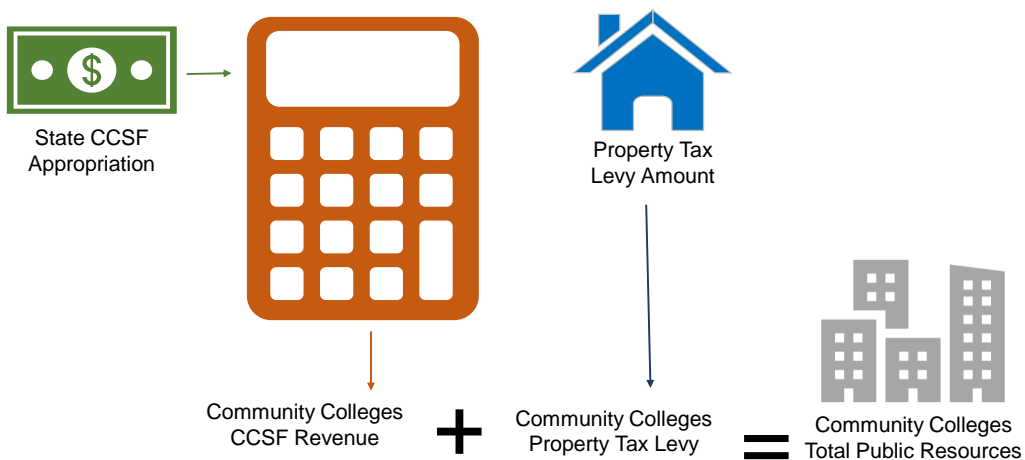 $
State CCSF
Appropriation
Property Tax
Levy Amount
Community Colleges
CCSF Revenue
+
Community Colleges
Property Tax Levy
=
Community Colleges
Total Public Resources